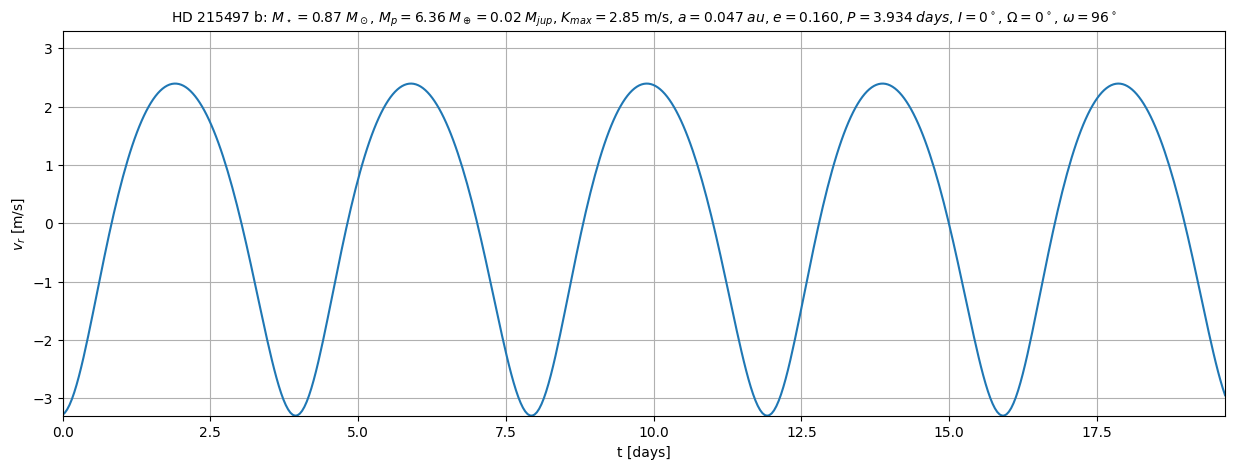 HD 215497 b: M⋆ = 0.87 M⊙, Mp = 6.36 M⊕ = 0.02 Mjup, Kmax = 2.85 m/s, a = 0.047 au, e = 0.160, P = 3.934 days, I = 0°, Ω = 0°, ω = 96°
3
2
1
0
−1
−2
−3
vr [m/s]
0.0 2.5 5.0 7.5 10.0 12.5 15.0 17.5
t [days]